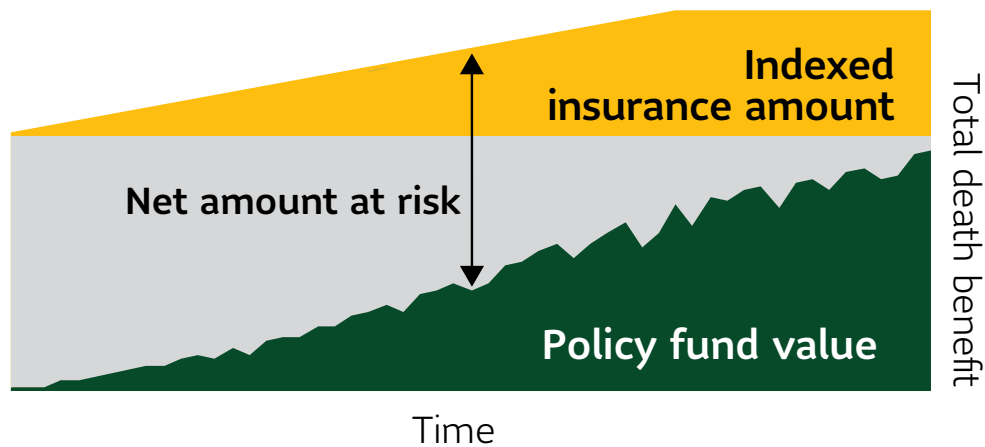 Indexed
insurance amount
Net amount at risk
Policy fund value
Total death benefit
Time